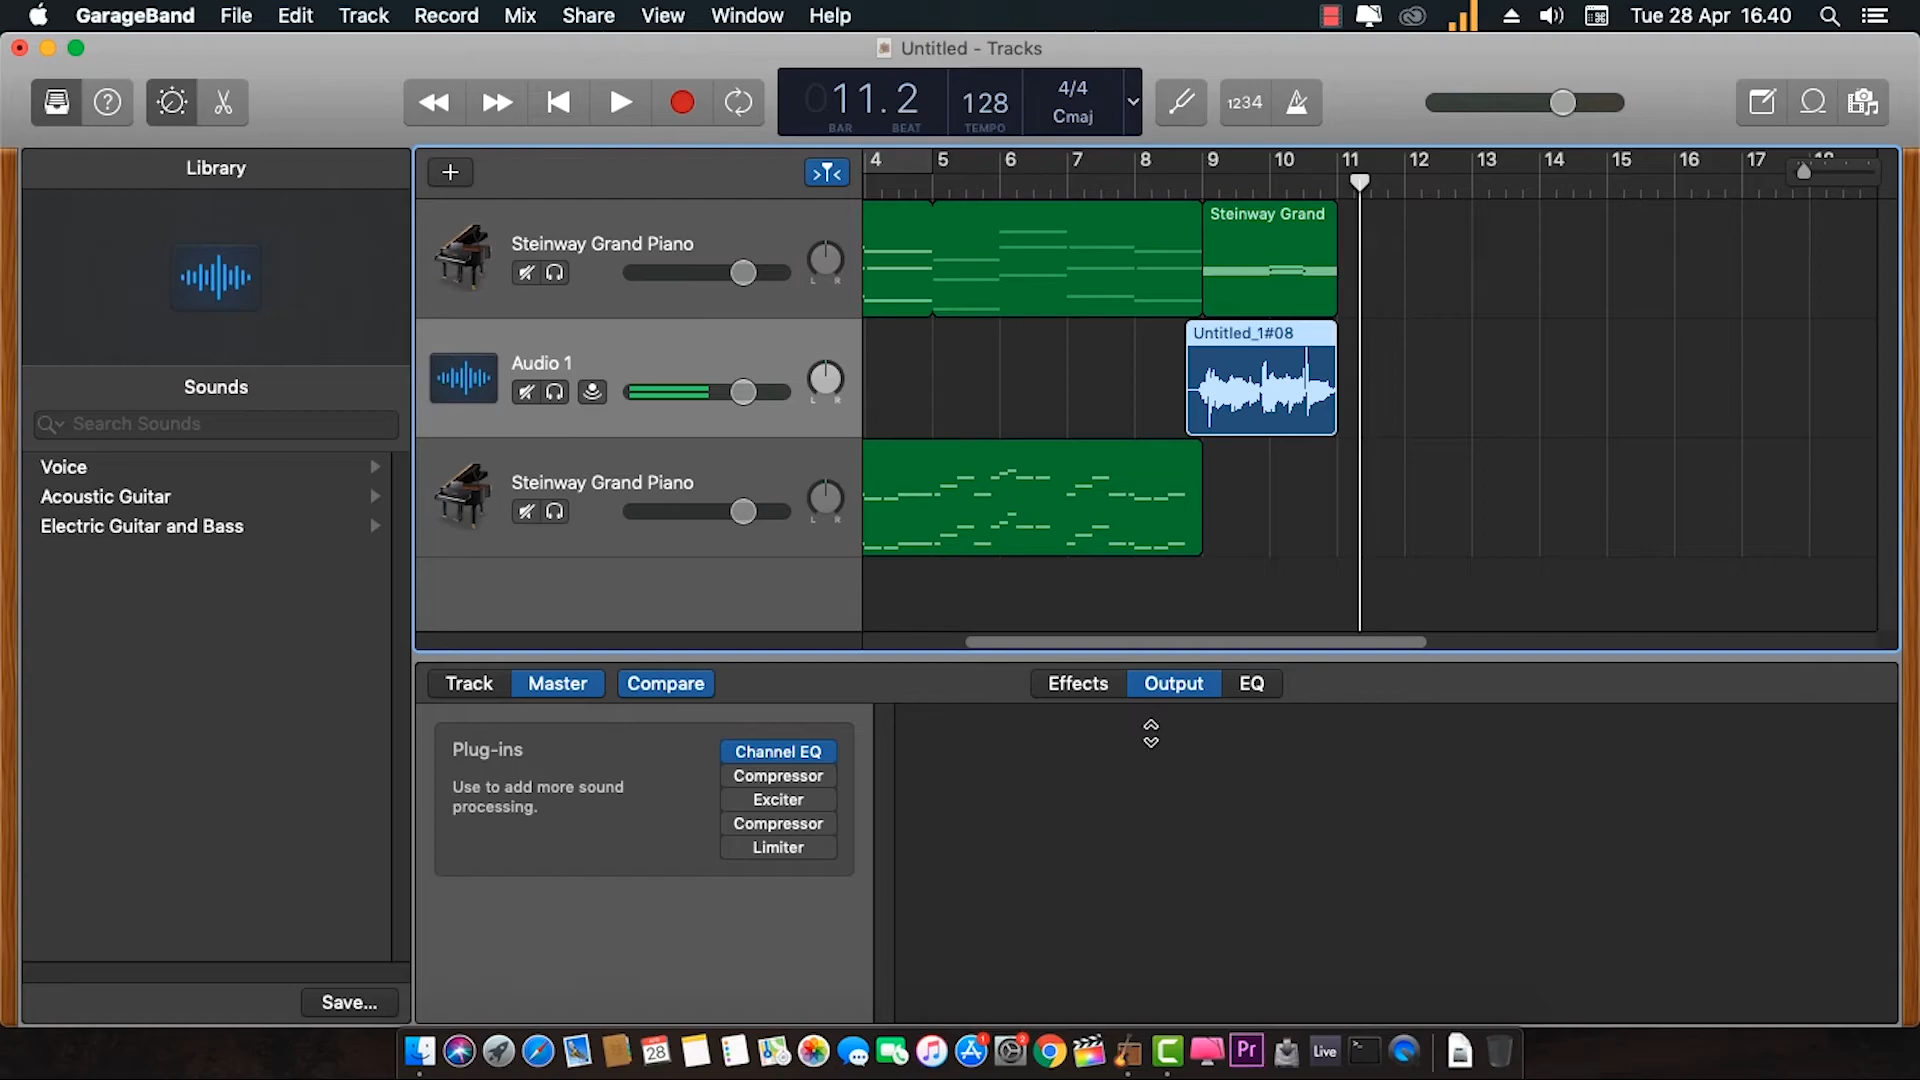 GarageBand File Edit Track Record Mix Share View Window Help Tue 28 Apr 16.40
Untitled - Tracks
011.2 128 4/4 Cmaj 1234
BAR BEAT TEMPO
Library
4 5 6 7 8 9 10 11 12 13 14 15 16 17
Steinway Grand Piano
L R
Steinway Grand
Audio 1
L R
Untitled_1#08
Steinway Grand Piano
L R
Sounds
Search Sounds
Voice
Acoustic Guitar
Electric Guitar and Bass
Save...
Track Master Compare Effects Output EQ
Plug-ins
Use to add more sound
processing.
Channel EQ
Compressor
Exciter
Compressor
Limiter
28 Pr Live